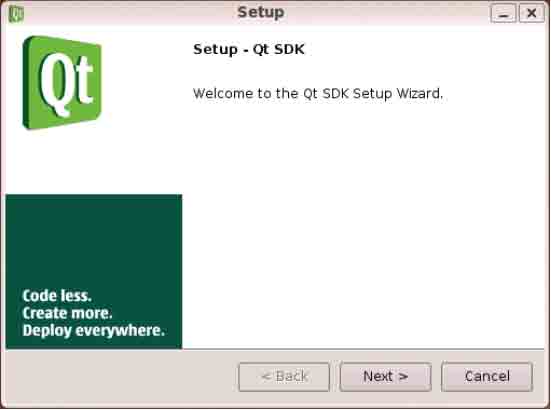 Setup
Qt
Setup - Qt SDK
Welcome to the Qt SDK Setup Wizard.
Code less.
Create more.
Deploy everywhere.
< Back
Next >
Cancel